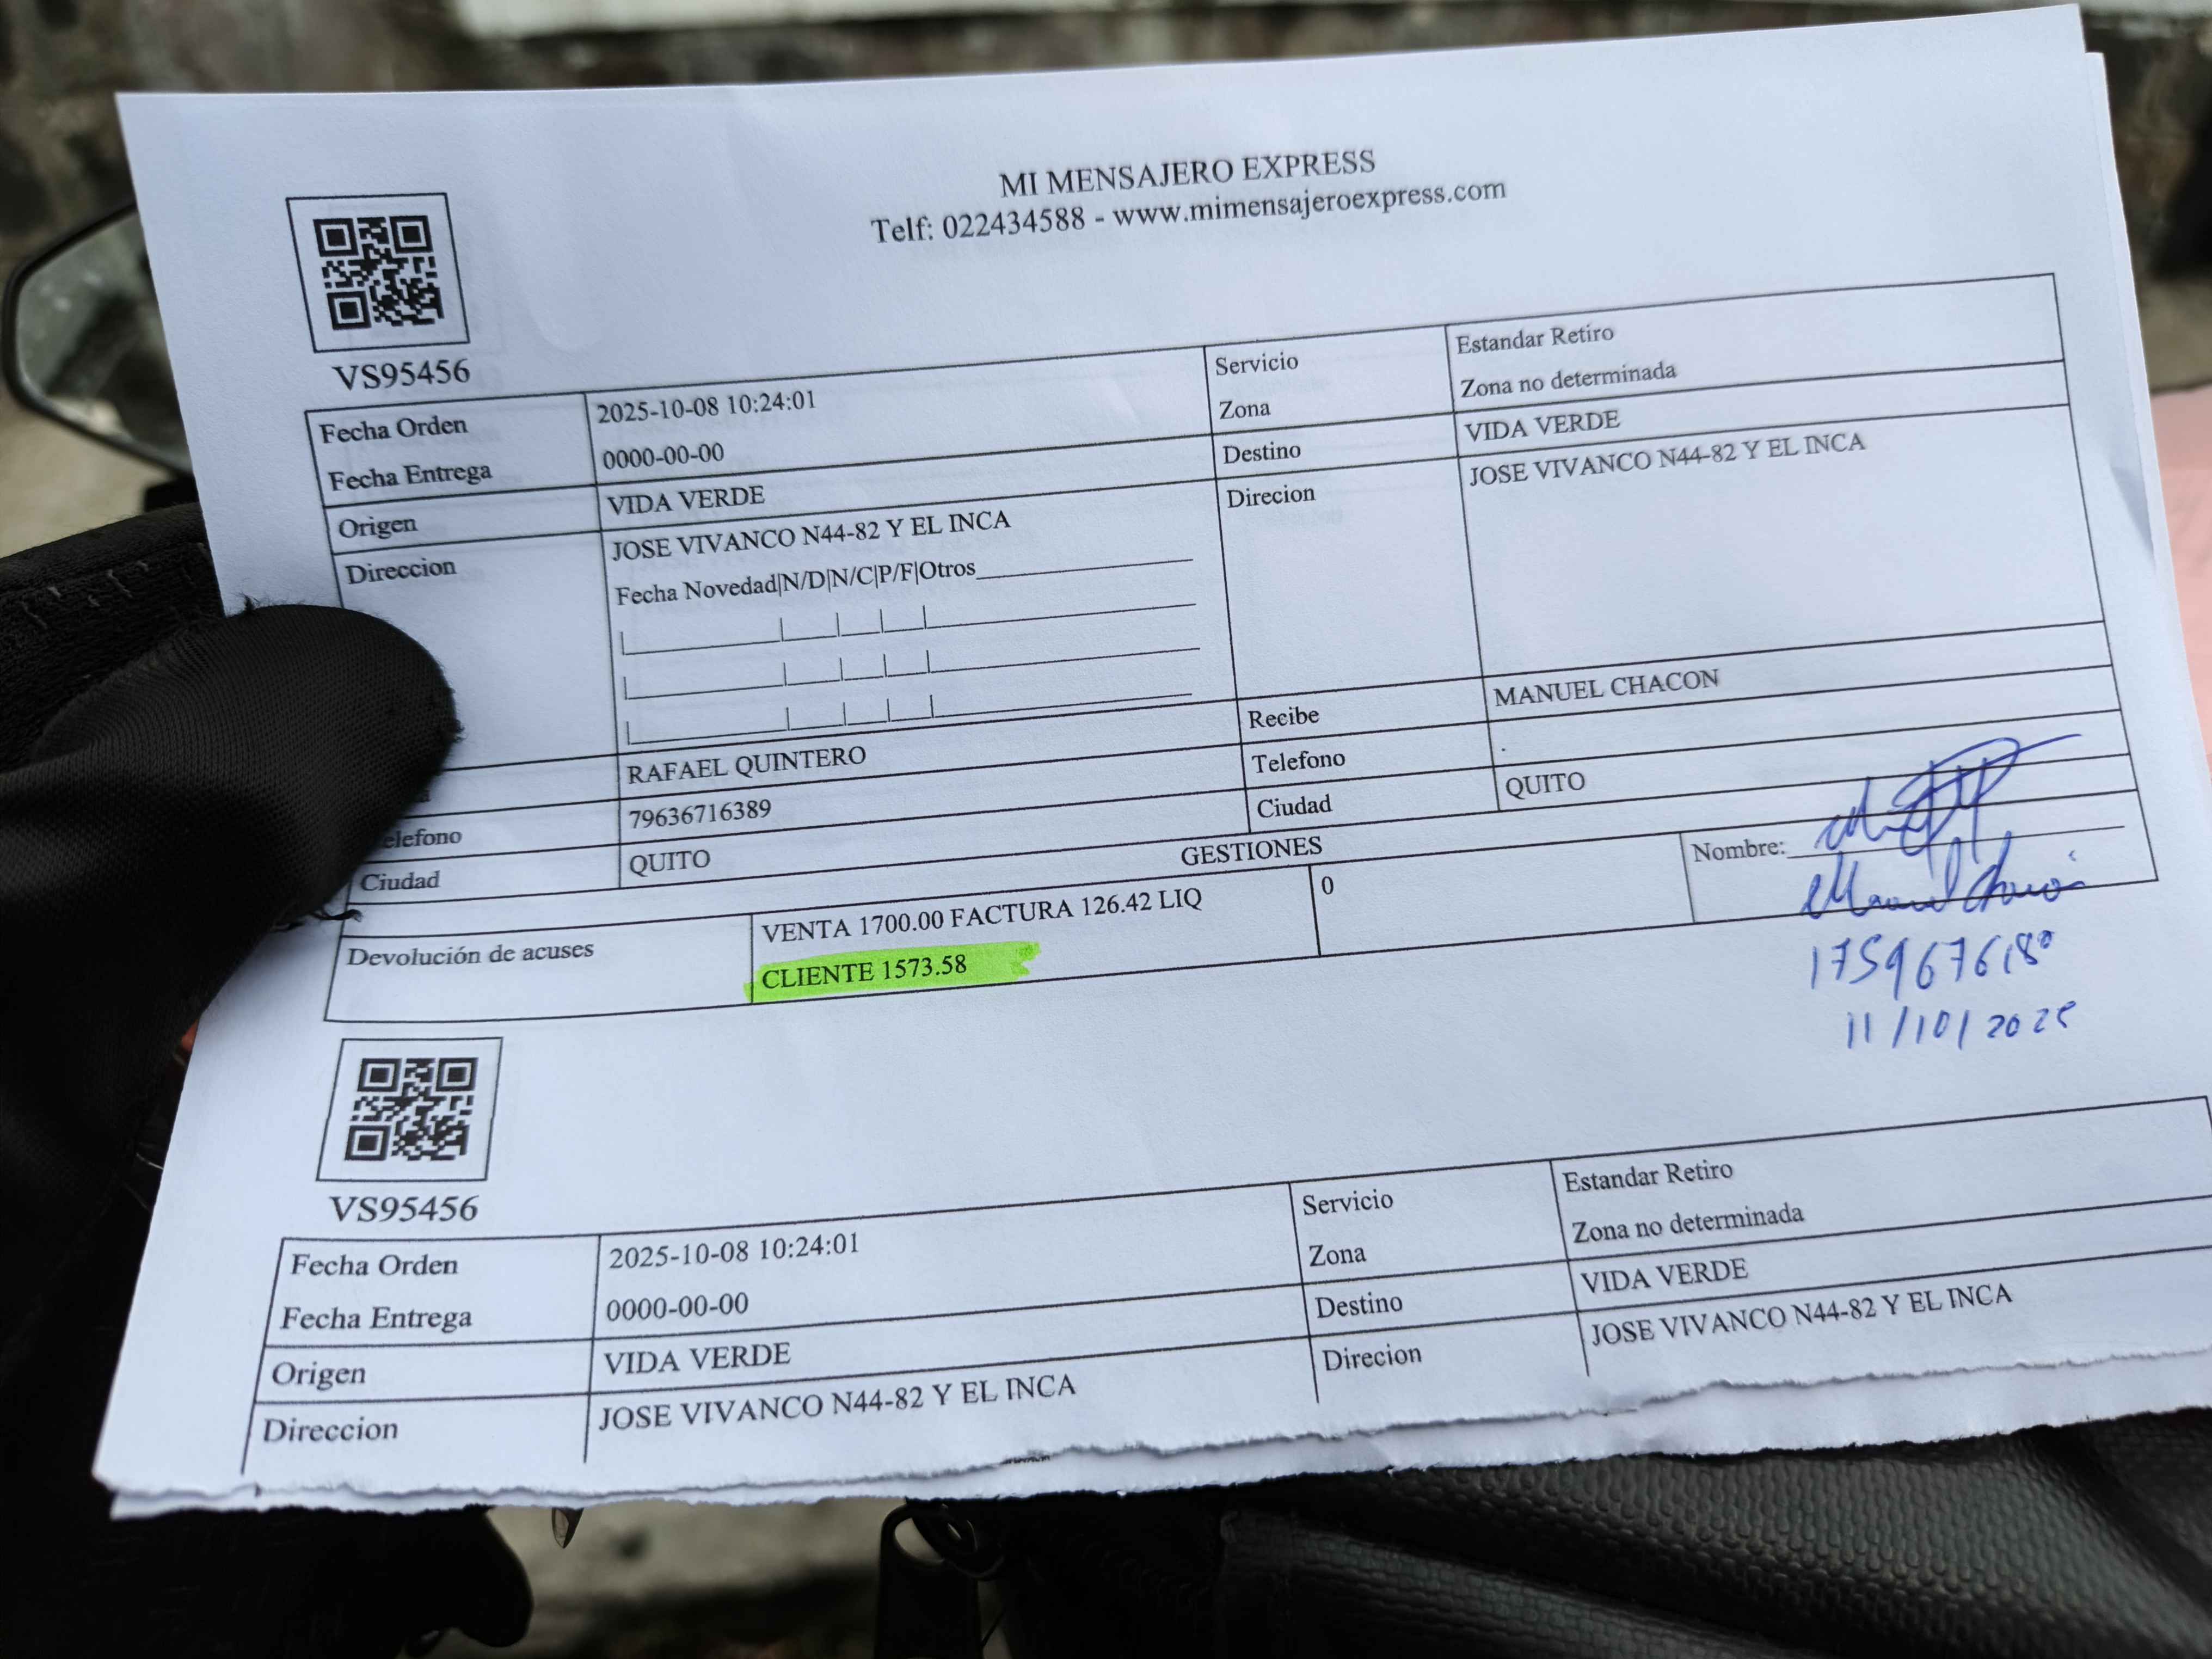 MI MENSAJERO EXPRESS
Telf: 022434588 - www.mimensajeroexpress.com
VS95456
Fecha Orden 2025-10-08 10:24:01 Servicio Estandar Retiro
Fecha Entrega 0000-00-00 Zona Zona no determinada
Origen VIDA VERDE Destino VIDA VERDE
Direccion JOSE VIVANCO N44-82 Y EL INCA Direcion JOSE VIVANCO N44-82 Y EL INCA
Fecha Novedad|N/D|N/C|P/F|Otros
RAFAEL QUINTERO Recibe MANUEL CHACON
elefono 79636716389 Telefono .
Ciudad QUITO Ciudad QUITO
GESTIONES
Devolución de acuses VENTA 1700.00 FACTURA 126.42 LIQ 0 Nombre:
CLIENTE 1573.58 Manuel Chacon
11/10/2025
VS95456
Fecha Orden 2025-10-08 10:24:01 Servicio Estandar Retiro
Fecha Entrega 0000-00-00 Zona Zona no determinada
Origen VIDA VERDE Destino VIDA VERDE
Direccion JOSE VIVANCO N44-82 Y EL INCA Direcion JOSE VIVANCO N44-82 Y EL INCA